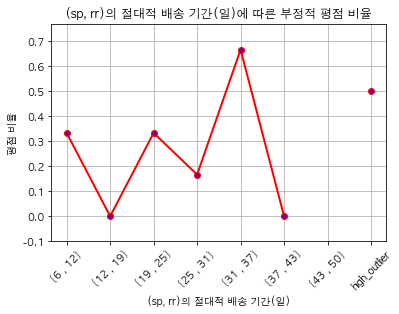 (sp, rr)의 절대적 배송 기간(일)에 따른 부정적 평점 비율
평점 비율
0.7
0.6
0.5
0.4
0.3
0.2
0.1
0.0
-0.1
[6 , 12)
[12 , 19)
[19 , 25)
[25 , 31)
[31 , 37)
[37 , 43)
[43 , 50)
high_outlier
(sp, rr)의 절대적 배송 기간(일)